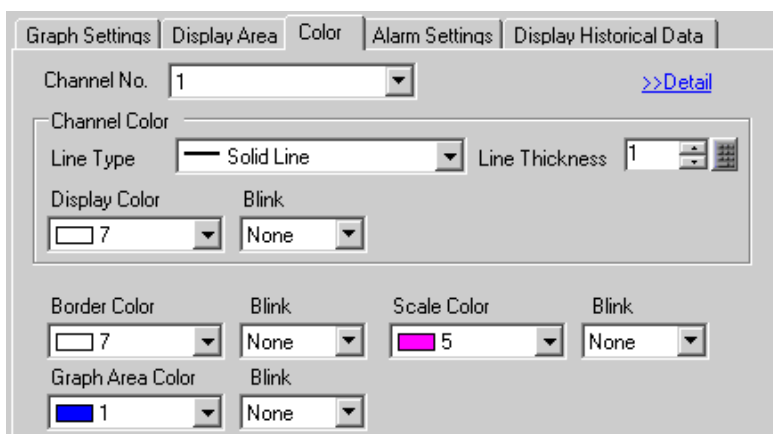 Graph Settings Display Area Color Alarm Settings Display Historical Data
Channel No. 1 >>Detail
Channel Color
Line Type Solid Line Line Thickness 1
Display Color Blink
7 None
Border Color Blink Scale Color Blink
7 None 5 None
Graph Area Color Blink
1 None